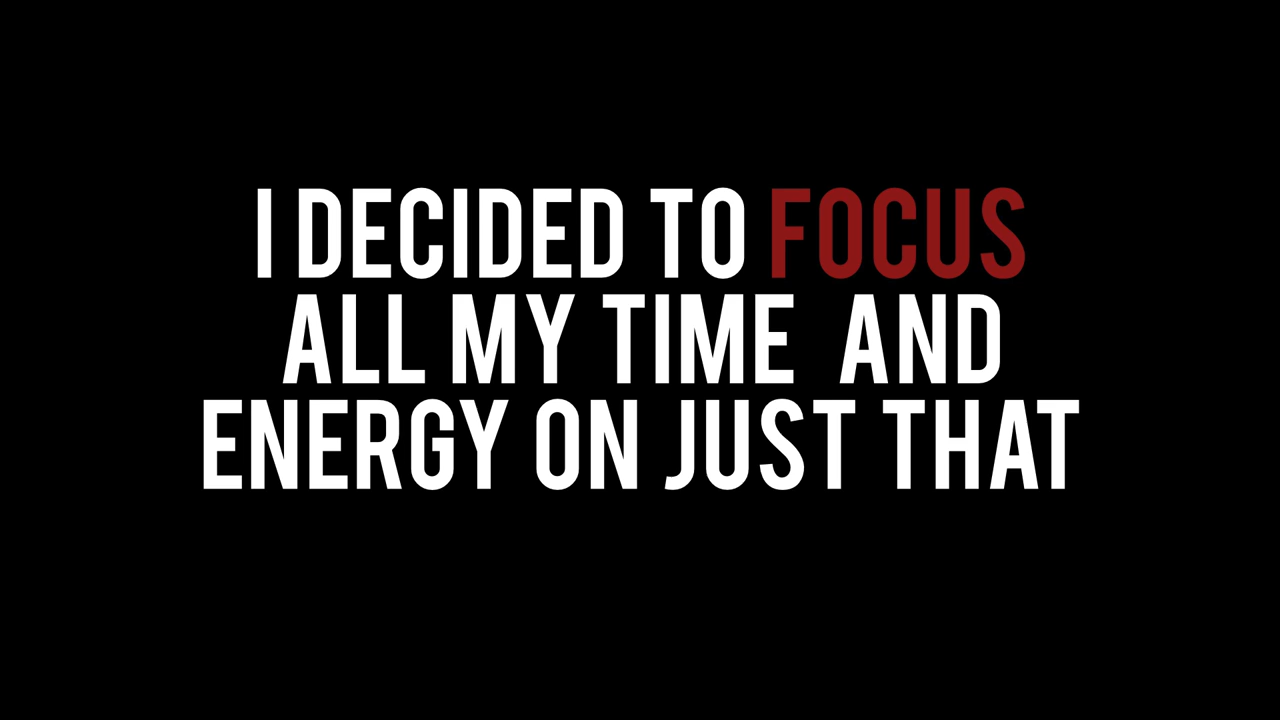 I DECIDED TO FOCUS
ALL MY TIME  AND
ENERGY ON JUST THAT